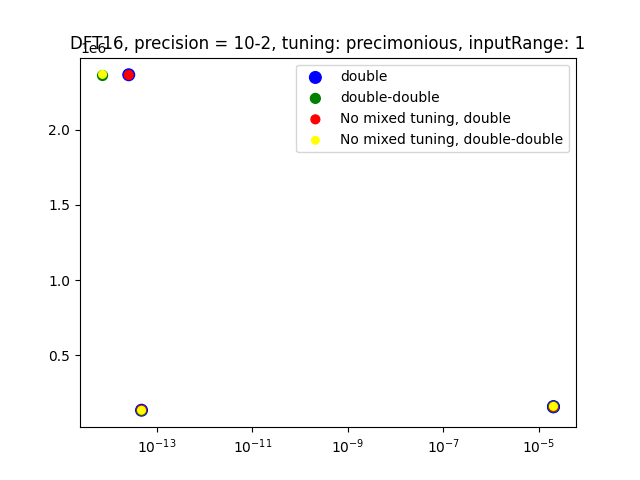 DFT16, precision = 10-2, tuning: precimonious, inputRange: 1
1e6
double
double-double
No mixed tuning, double
No mixed tuning, double-double
2.0
1.5
1.0
0.5
10⁻¹³ 10⁻¹¹ 10⁻⁹ 10⁻⁷ 10⁻⁵